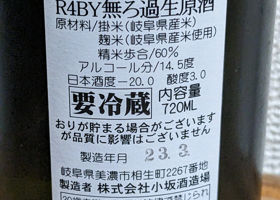 R4BY無ろ過生原酒
原材料/掛米(岐阜県産米)
麹米(岐阜県産米使用)
精米歩合/60%
アルコール分/14.5度
日本酒度-20.0 酸度3.0
要冷蔵 内容量
720ML
おりが貯まる場合がございます
が品質に影響はございません
製造年月 23.3
岐阜県美濃市相生町2267番地
製造者 株式会社小坂酒造場